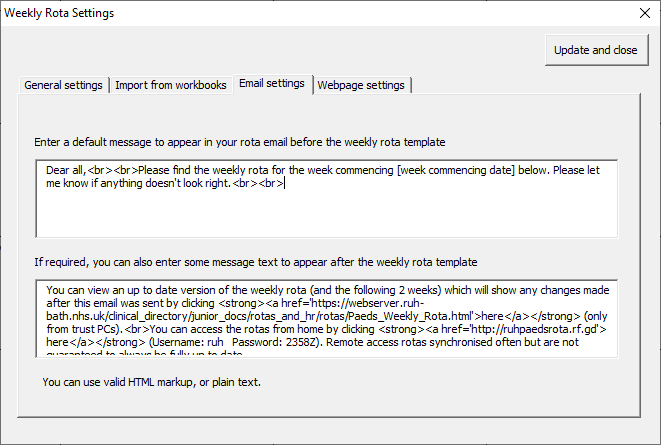 Weekly Rota Settings
Update and close
General settings
Import from workbooks
Email settings
Webpage settings
Enter a default message to appear in your rota email before the weekly rota template
Dear all,<br><br>Please find the weekly rota for the week commencing [week commencing date] below. Please let
me know if anything doesn't look right.<br><br>
If required, you can also enter some message text to appear after the weekly rota template
You can view an up to date version of the weekly rota (and the following 2 weeks) which will show any changes made
after this email was sent by clicking <strong><a href='https://webserver.ruh-
bath.nhs.uk/clinical_directory/junior_docs/rotas_and_hr/rotas/Paeds_Weekly_Rota.html'>here</a></strong> (only
from trust PCs).<br>You can access the rotas from home by clicking <strong><a href='http://ruhpaedsrota.rf.gd'>
here</a></strong> (Username: ruh   Password: 2358Z). Remote access rotas synchronised often but are not
guaranteed to always be fully up to date
You can use valid HTML markup, or plain text.